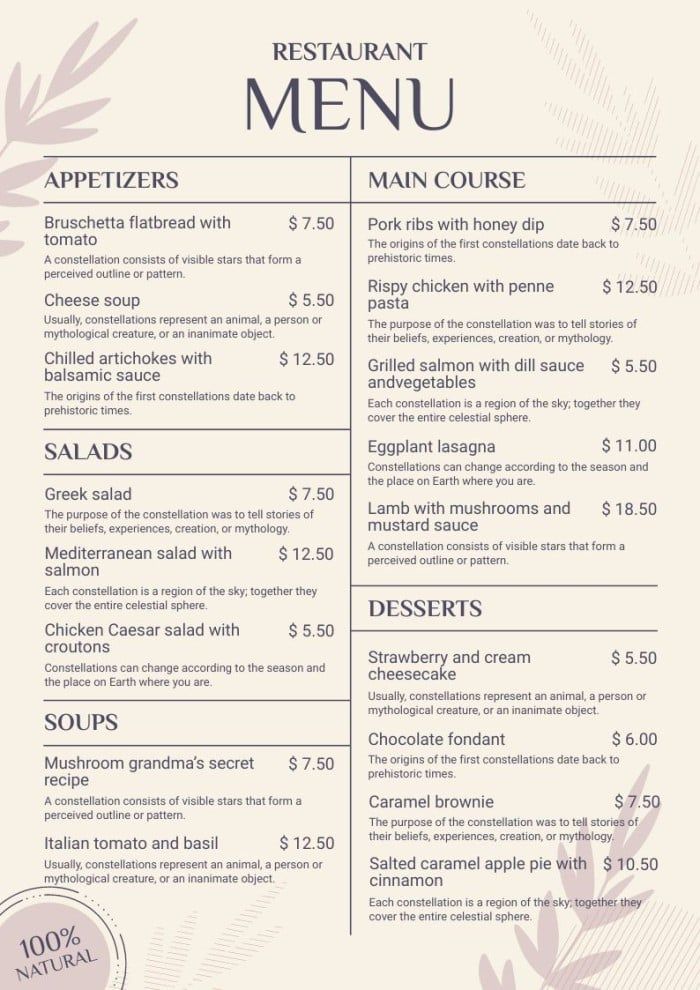 RESTAURANT
MENU
APPETIZERS
Bruschetta flatbread with $ 7.50
tomato
A constellation consists of visible stars that form a
perceived outline or pattern.
Cheese soup $ 5.50
Usually, constellations represent an animal, a person or
mythological creature, or an inanimate object.
Chilled artichokes with $ 12.50
balsamic sauce
The origins of the first constellations date back to
prehistoric times.
SALADS
Greek salad $ 7.50
The purpose of the constellation was to tell stories of
their beliefs, experiences, creation, or mythology.
Mediterranean salad with $ 12.50
salmon
Each constellation is a region of the sky; together they
cover the entire celestial sphere.
Chicken Caesar salad with $ 5.50
croutons
Constellations can change according to the season and
the place on Earth where you are.
SOUPS
Mushroom grandma's secret $ 7.50
recipe
A constellation consists of visible stars that form a
perceived outline or pattern.
Italian tomato and basil $ 12.50
Usually, constellations represent an animal, a person or
mythological creature, or an inanimate object.
100%
NATURAL
MAIN COURSE
Pork ribs with honey dip $ 7.50
The origins of the first constellations date back to
prehistoric times.
Rispy chicken with penne $ 12.50
pasta
The purpose of the constellation was to tell stories of
their beliefs, experiences, creation, or mythology.
Grilled salmon with dill sauce $ 5.50
andvegetables
Each constellation is a region of the sky; together they
cover the entire celestial sphere.
Eggplant lasagna $ 11.00
Constellations can change according to the season and
the place on Earth where you are.
Lamb with mushrooms and $ 18.50
mustard sauce
A constellation consists of visible stars that form a
perceived outline or pattern.
DESSERTS
Strawberry and cream $ 5.50
cheesecake
Usually, constellations represent an animal, a person or
mythological creature, or an inanimate object.
Chocolate fondant $ 6.00
The origins of the first constellations date back to
prehistoric times.
Caramel brownie $ 7.50
The purpose of the constellation was to tell stories of
their beliefs, experiences, creation, or mythology.
Salted caramel apple pie with $ 10.50
cinnamon
Each constellation is a region of the sky; together they
cover the entire celestial sphere.